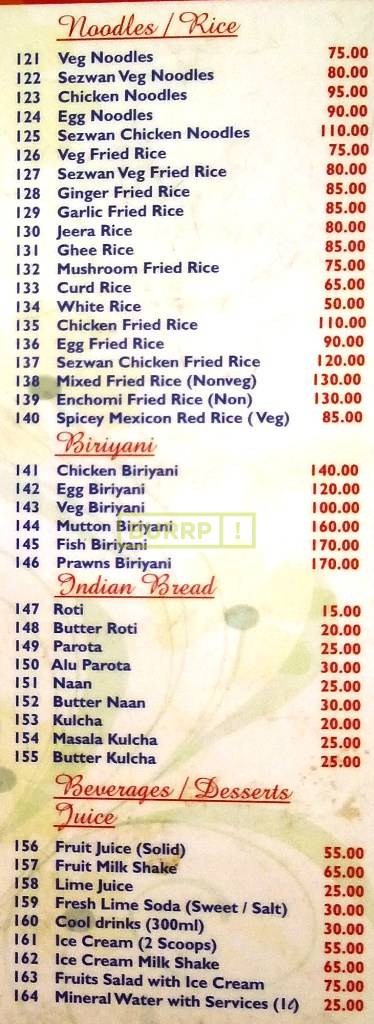 Noodles / Rice
121 Veg Noodles 75.00
122 Sezwan Veg Noodles 80.00
123 Chicken Noodles 95.00
124 Egg Noodles 90.00
125 Sezwan Chicken Noodles 110.00
126 Veg Fried Rice 75.00
127 Sezwan Veg Fried Rice 80.00
128 Ginger Fried Rice 85.00
129 Garlic Fried Rice 85.00
130 Jeera Rice 80.00
131 Ghee Rice 85.00
132 Mushroom Fried Rice 75.00
133 Curd Rice 65.00
134 White Rice 50.00
135 Chicken Fried Rice 110.00
136 Egg Fried Rice 90.00
137 Sezwan Chicken Fried Rice 120.00
138 Mixed Fried Rice (Nonveg) 130.00
139 Enchomi Fried Rice (Non) 130.00
140 Spicey Mexicon Red Rice ( Veg) 85.00
Biriyani
141 Chicken Biriyani 140.00
142 Egg Biriyani 120.00
143 Veg Biriyani 100.00
144 Mutton Biriyani 160.00
BURRP !
145 Fish Biriyani 170.00
146 Prawns Biriyani 170.00
Indian Bread
147 Roti 15.00
148 Butter Roti 20.00
149 Parota 25.00
150 Alu Parota 30.00
151 Naan 25.00
152 Butter Naan 30.00
153 Kulcha 20.00
154 Masala Kulcha 25.00
155 Butter Kulcha 25.00
Beverages / Desserts
Juice
156 Fruit Juice (Solid) 55.00
157 Fruit Milk Shake 65.00
158 Lime Juice 25.00
159 Fresh Lime Soda (Sweet / Salt) 30.00
160 Cool drinks (300ml) 30.00
161 Ice Cream (2 Scoops) 55.00
162 Ice Cream Milk Shake 65.00
163 Fruits Salad with Ice Cream 75.00
164 Mineral Water with Services (1ℓ) 25.00